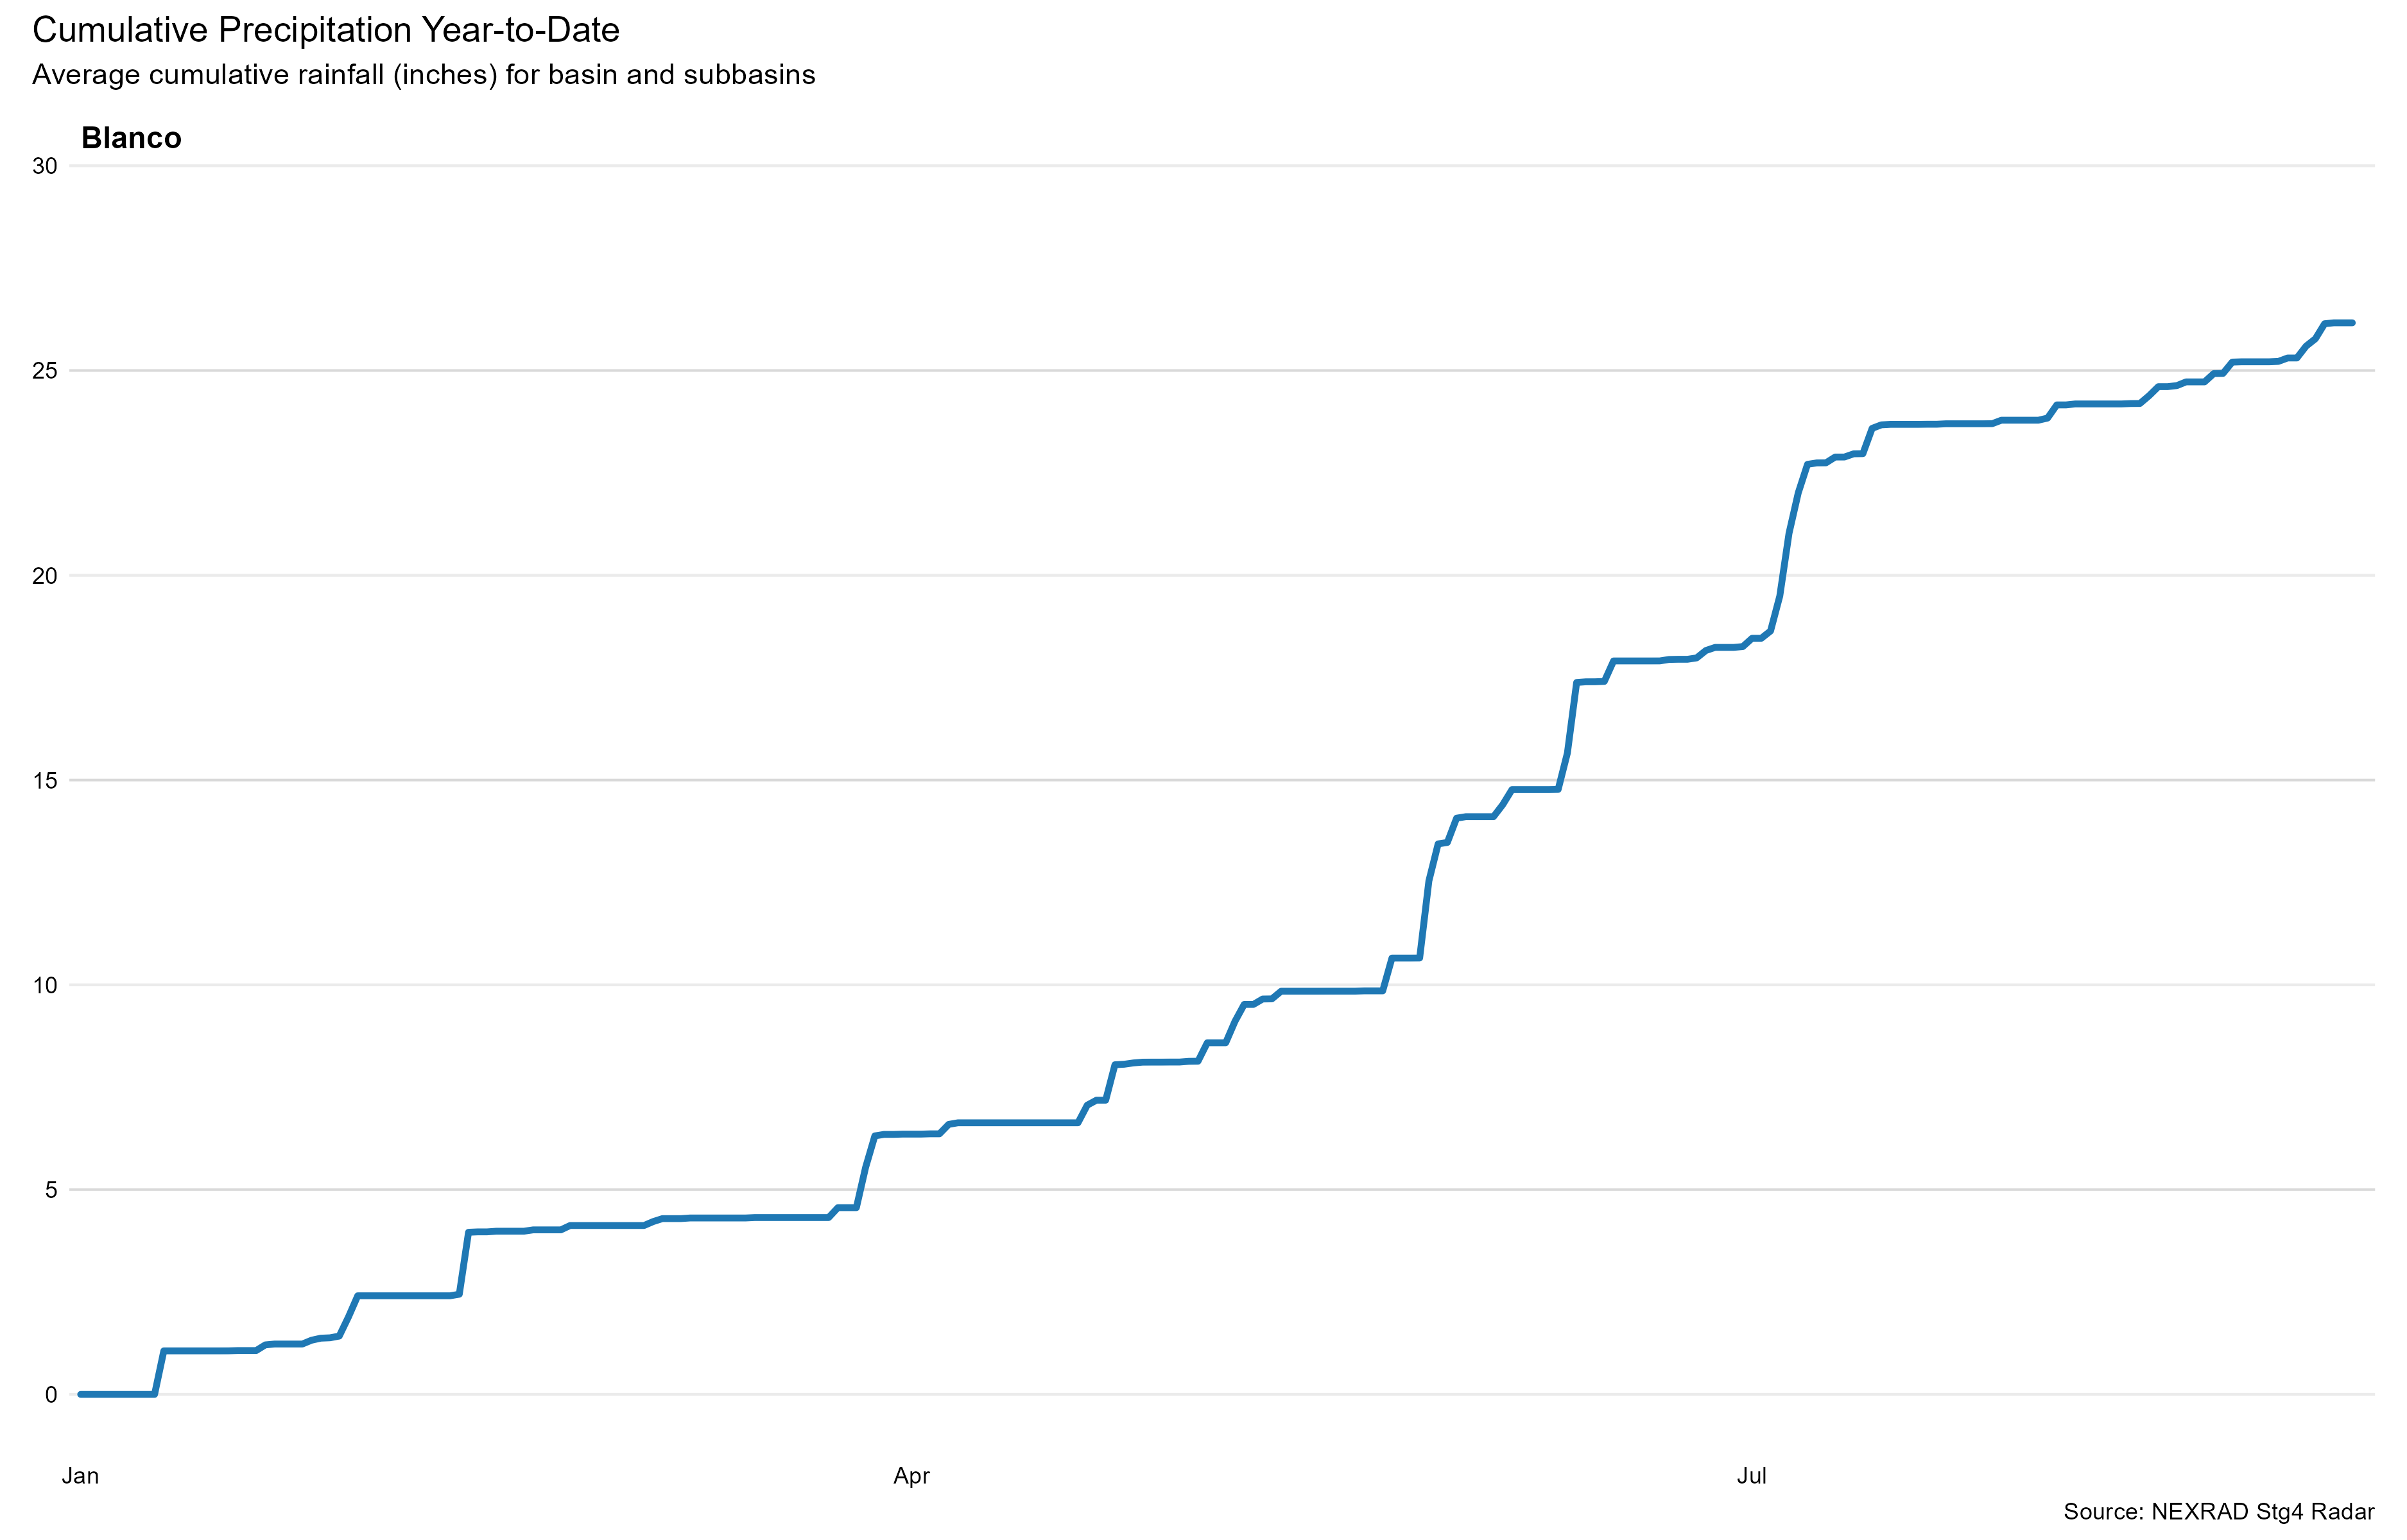 Cumulative Precipitation Year-to-Date
Average cumulative rainfall (inches) for basin and subbasins
Blanco
30
25
20
15
10
5
0
Jan Apr Jul
Source: NEXRAD Stg4 Radar